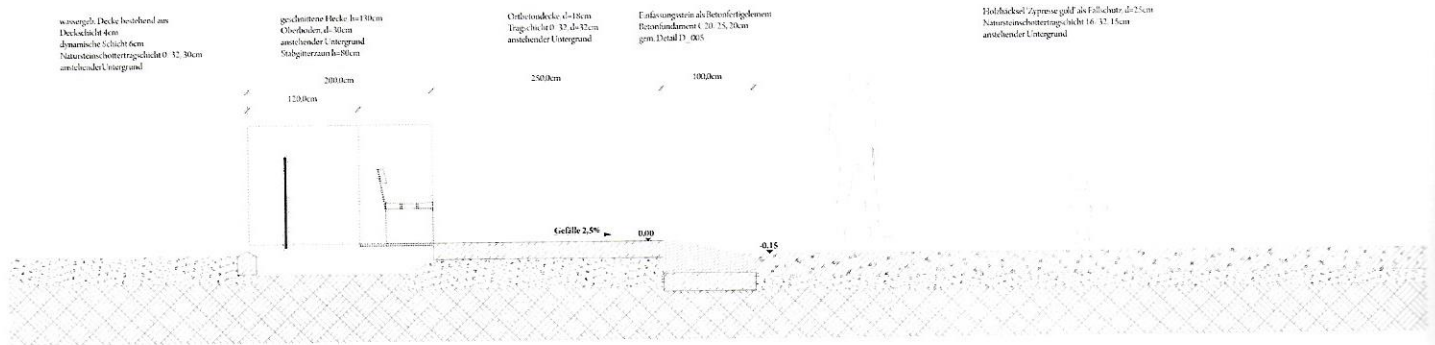 wassergeb. Decke bestehend aus
Deckschicht 4cm
dynamische Schicht 6cm
Natursteinschottertragschicht 0/32, 30cm
anstehender Untergrund
geschnittene Hecke h=130cm
Oberboden, d=30cm
anstehender Untergrund
Stabgitterzaun h=80cm
Ortbetondecke, d=18cm
Tragschicht 0/32, d=32cm
anstehender Untergrund
Einfassungsstein als Betonfertigelement
Betonfundament C 20/25, 20cm
gem. Detail D_005
Holzhäcksel 'Zypresse gold' als Fallschutz, d=25cm
Natursteinschottertragschicht 16/32, 15cm
anstehender Untergrund
200,0cm
250,0cm
100,0cm
120,0cm
Gefälle 2,5%
0,00
-0,15